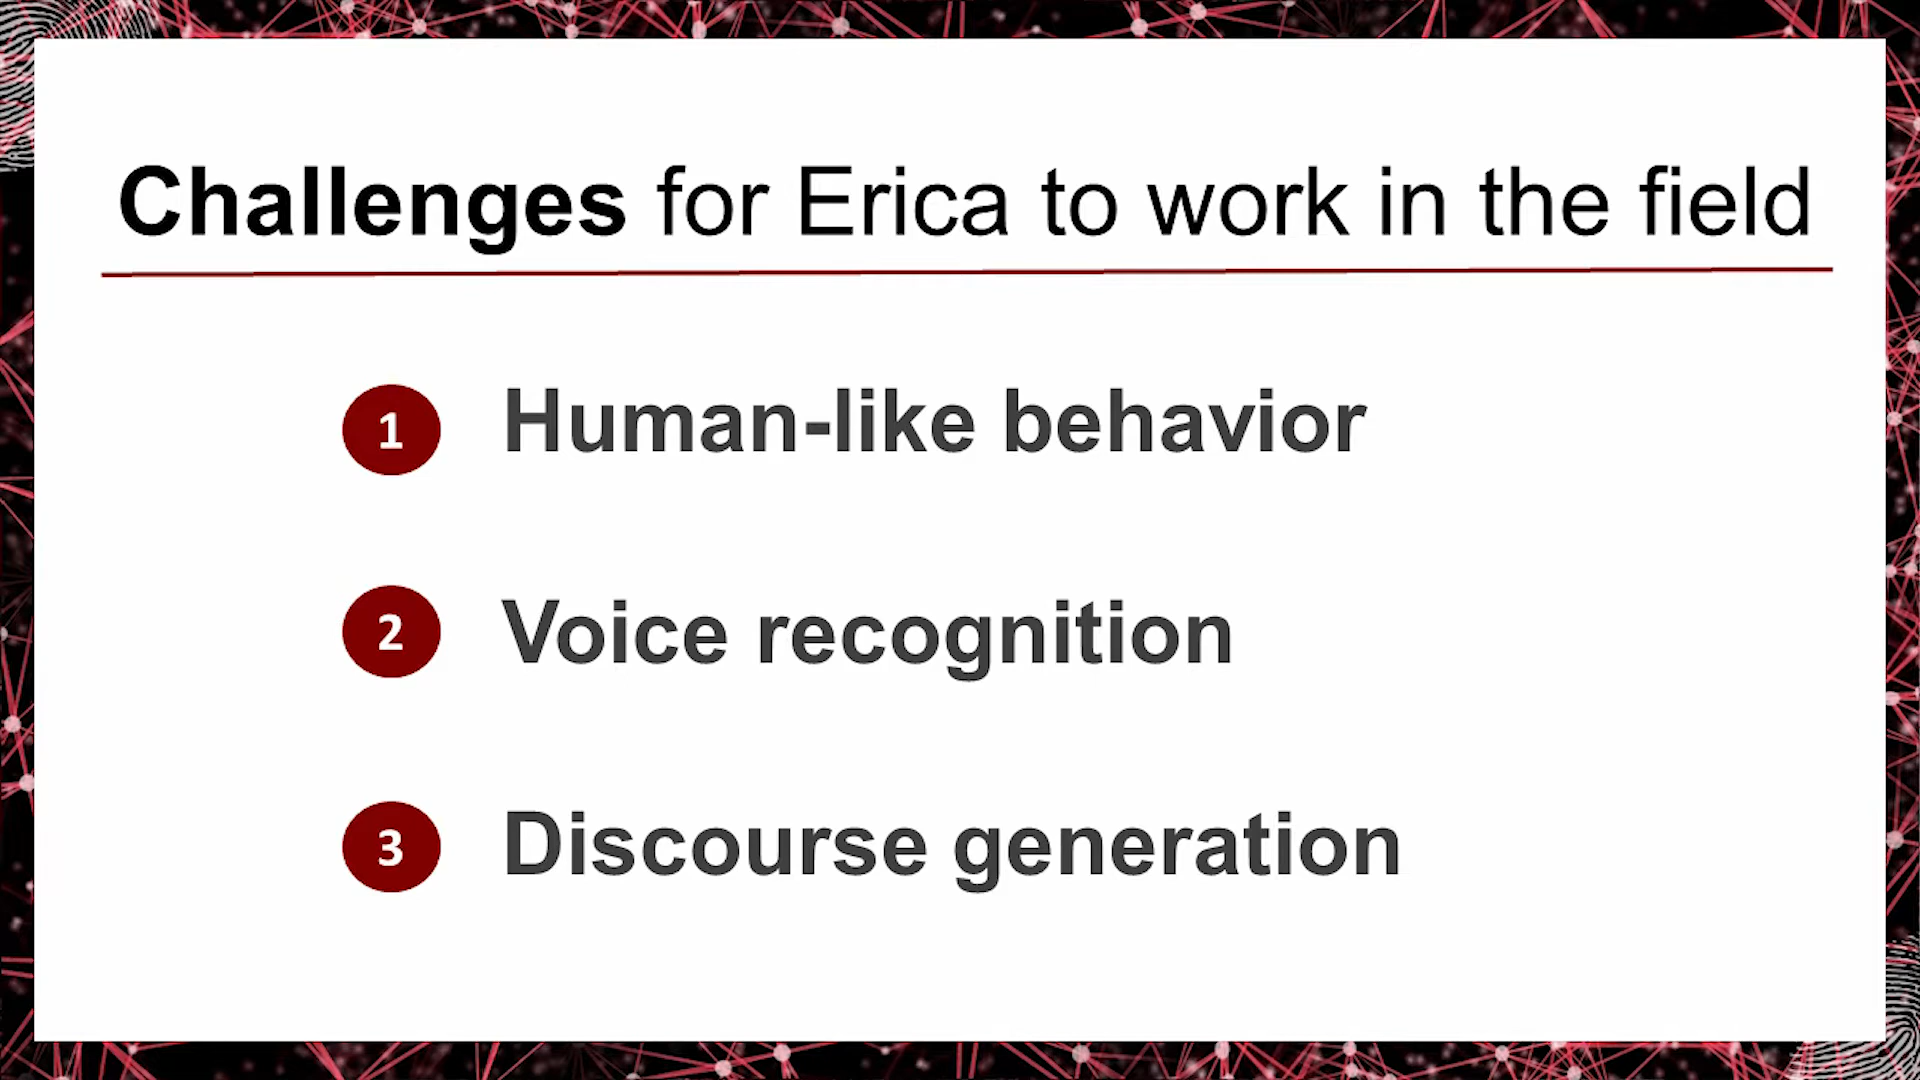 Challenges for Erica to work in the field
1 Human-like behavior
2 Voice recognition
3 Discourse generation